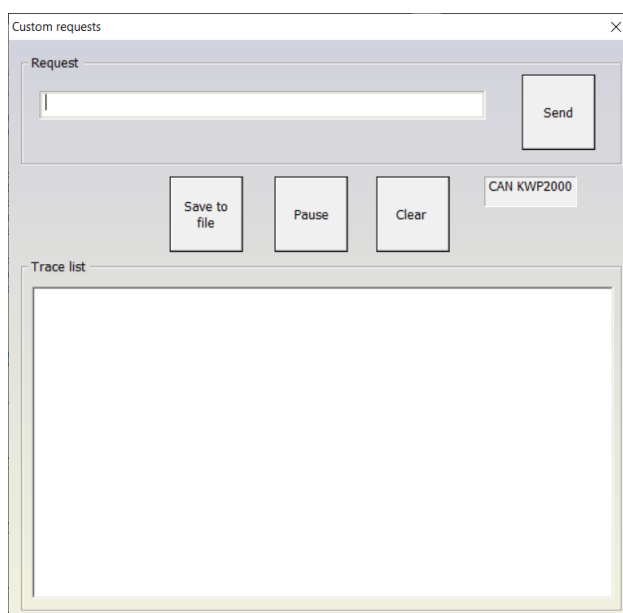 Custom requests
Request
Send
Save to
file
Pause
Clear
CAN KWP2000
Trace list